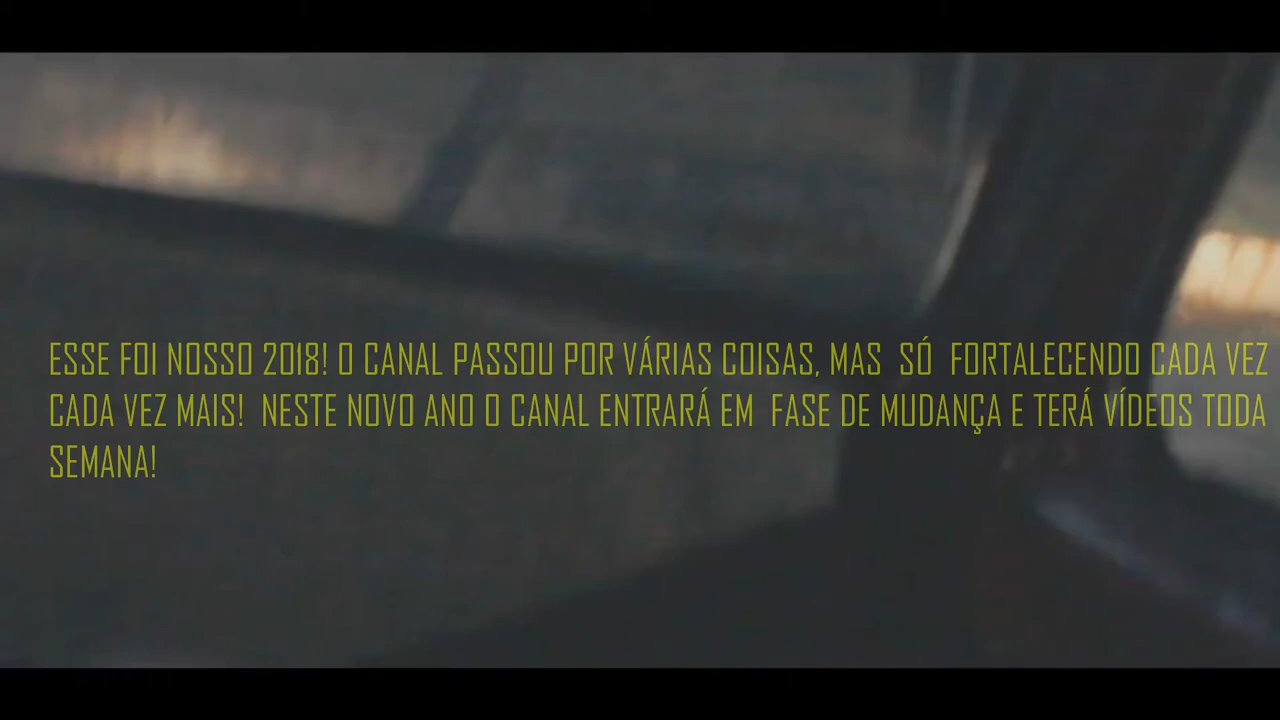 ESSE FOI NOSSO 2018! O CANAL PASSOU POR VÁRIAS COISAS, MAS SÓ FORTALECENDO CADA VEZ
CADA VEZ MAIS! NESTE NOVO ANO O CANAL ENTRARÁ EM FASE DE MUDANÇA E TERÁ VÍDEOS TODA
SEMANA!